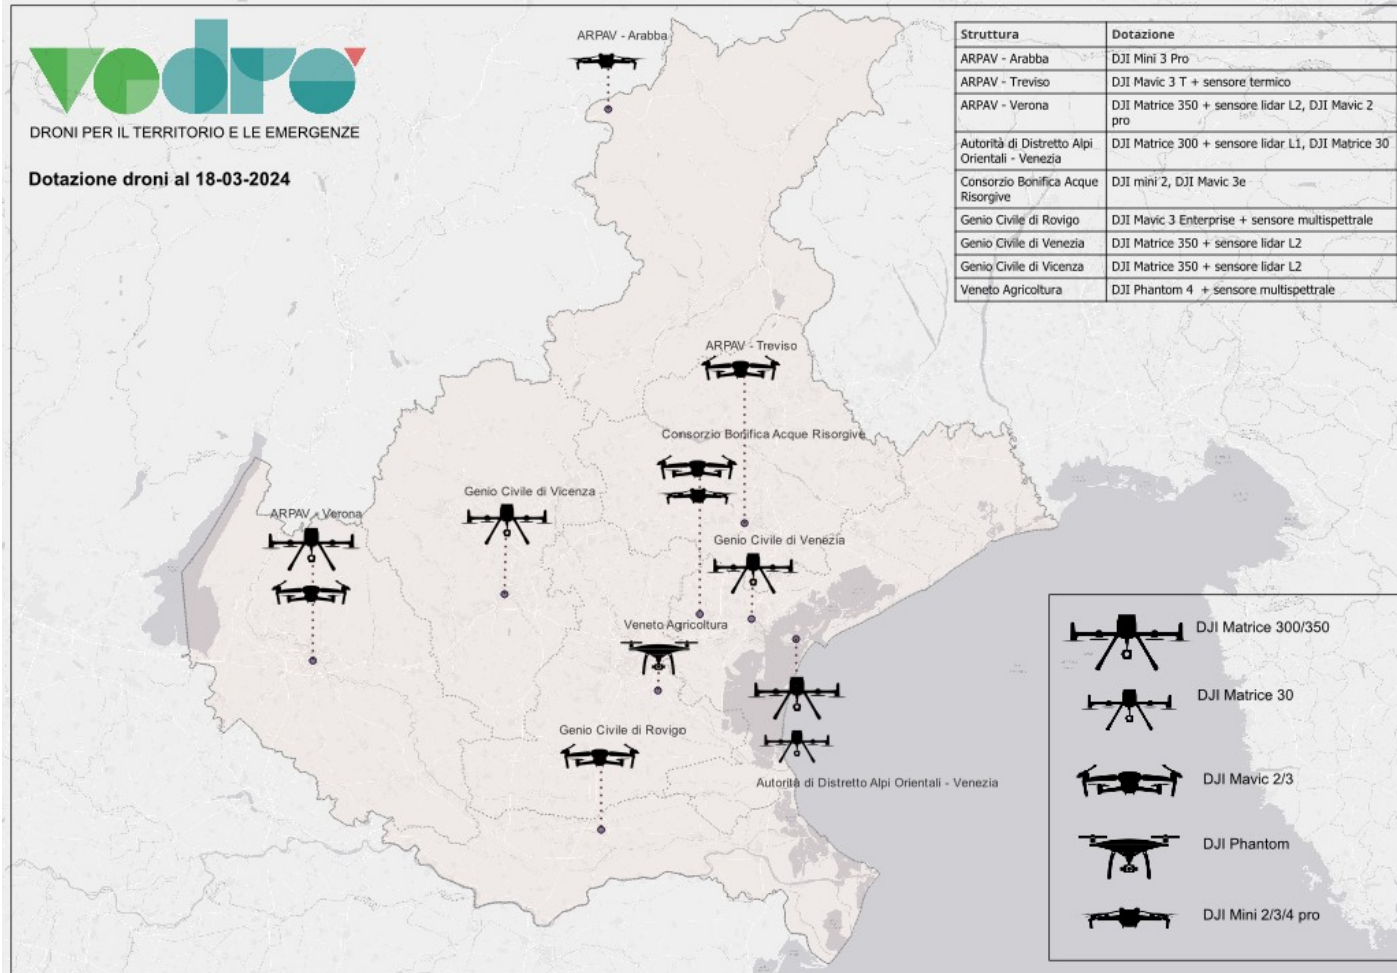 vedrò
DRONI PER IL TERRITORIO E LE EMERGENZE
Dotazione droni al 18-03-2024
Struttura Dotazione
ARPAV - Arabba DJI Mini 3 Pro
ARPAV - Treviso DJI Mavic 3 T + sensore termico
ARPAV - Verona DJI Matrice 350 + sensore lidar L2, DJI Mavic 2
pro
Autorità di Distretto Alpi DJI Matrice 300 + sensore lidar L1, DJI Matrice 30
Orientali - Venezia
Consorzio Bonifica Acque DJI mini 2, DJI Mavic 3e
Risorgive
Genio Civile di Rovigo DJI Mavic 3 Enterprise + sensore multispettrale
Genio Civile di Venezia DJI Matrice 350 + sensore lidar L2
Genio Civile di Vicenza DJI Matrice 350 + sensore lidar L2
Veneto Agricoltura DJI Phantom 4 + sensore multispettrale
ARPAV - Arabba
ARPAV - Treviso
Consorzio Bonifica Acque Risorgive
Genio Civile di Vicenza
ARPAV - Verona
Genio Civile di Venezia
Veneto Agricoltura
Genio Civile di Rovigo
Autorità di Distretto Alpi Orientali - Venezia
DJI Matrice 300/350
DJI Matrice 30
DJI Mavic 2/3
DJI Phantom
DJI Mini 2/3/4 pro